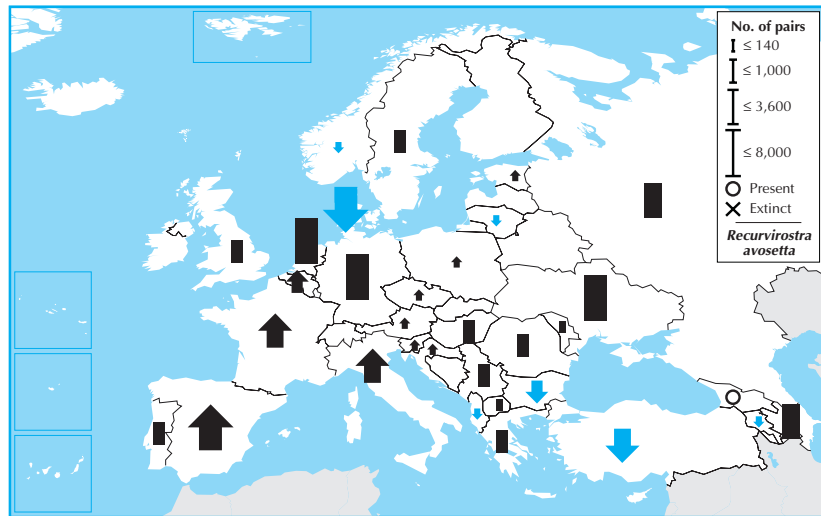 No. of pairs
≤ 140
≤ 1,000
≤ 3,600
≤ 8,000
Present
Extinct
Recurvirostra
avosetta